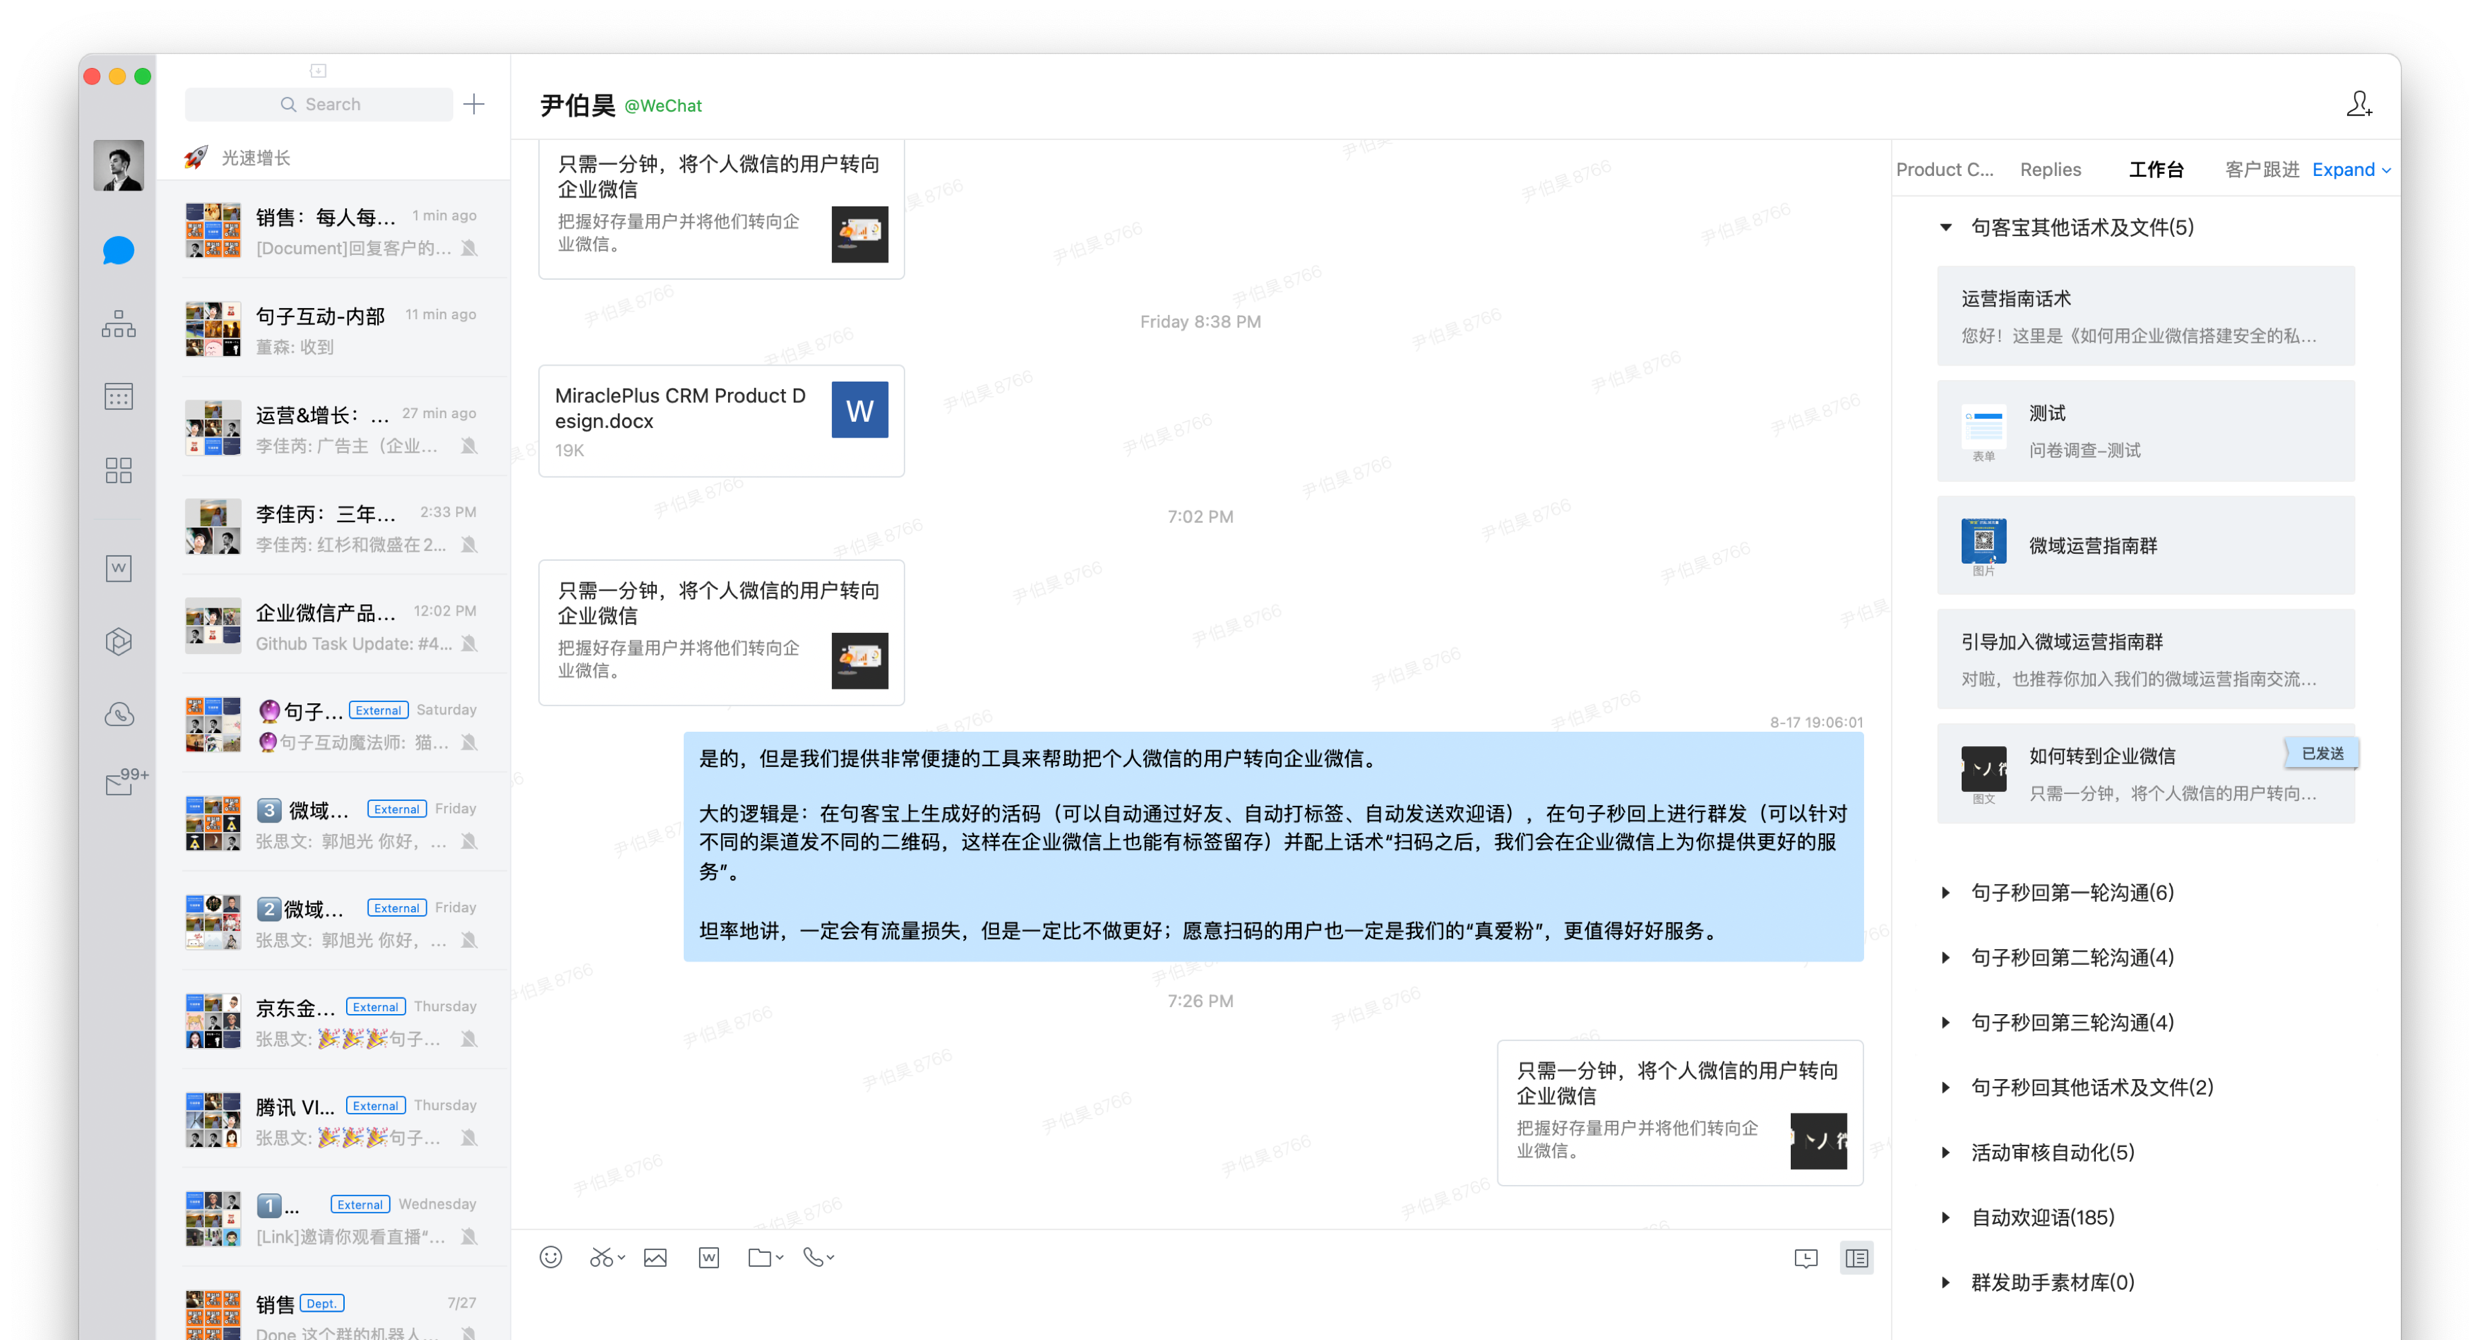 Search
光速增长
销售：每人每... 1 min ago
[Document]回复客户的...
句子互动-内部 11 min ago
董森: 收到
运营&增长：... 27 min ago
李佳芮: 广告主（企业...
李佳丙：三年... 2:33 PM
李佳芮: 红杉和微盛在2...
企业微信产品... 12:02 PM
Github Task Update: #4...
句子... External Saturday
句子互动魔法师: 猫...
3 微域... External Friday
张思文: 郭旭光 你好，...
2 微域... External Friday
张思文: 郭旭光 你好，...
京东金... External Thursday
张思文: 🎉🎉🎉句子...
腾讯 VI... External Thursday
张思文: 🎉🎉🎉句子...
1 ... External Wednesday
[Link]邀请你观看直播“...
销售 Dept. 7/27
Done 这个群的机器人...
99+
尹伯昊 @WeChat
只需一分钟，将个人微信的用户转向
企业微信
把握好存量用户并将他们转向企
业微信。
Friday 8:38 PM
MiraclePlus CRM Product D
esign.docx
19K
W
7:02 PM
只需一分钟，将个人微信的用户转向
企业微信
把握好存量用户并将他们转向企
业微信。
8-17 19:06:01
是的，但是我们提供非常便捷的工具来帮助把个人微信的用户转向企业微信。
大的逻辑是：在句客宝上生成好的活码（可以自动通过好友、自动打标签、自动发送欢迎语），在句子秒回上进行群发（可以针对
不同的渠道发不同的二维码，这样在企业微信上也能有标签留存）并配上话术“扫码之后，我们会在企业微信上为你提供更好的服
务”。
坦率地讲，一定会有流量损失，但是一定比不做更好；愿意扫码的用户也一定是我们的“真爱粉”，更值得好好服务。
7:26 PM
只需一分钟，将个人微信的用户转向
企业微信
把握好存量用户并将他们转向企
业微信。
尹伯昊 8766
Product C... Replies 工作台 客户跟进 Expand
句客宝其他话术及文件(5)
运营指南话术
您好！这里是《如何用企业微信搭建安全的私...
测试
表单
问卷调查–测试
微域运营指南群
图片
引导加入微域运营指南群
对啦，也推荐你加入我们的微域运营指南交流...
如何转到企业微信
已发送
图文
只需一分钟，将个人微信的用户转向...
句子秒回第一轮沟通(6)
句子秒回第二轮沟通(4)
句子秒回第三轮沟通(4)
句子秒回其他话术及文件(2)
活动审核自动化(5)
自动欢迎语(185)
群发助手素材库(0)